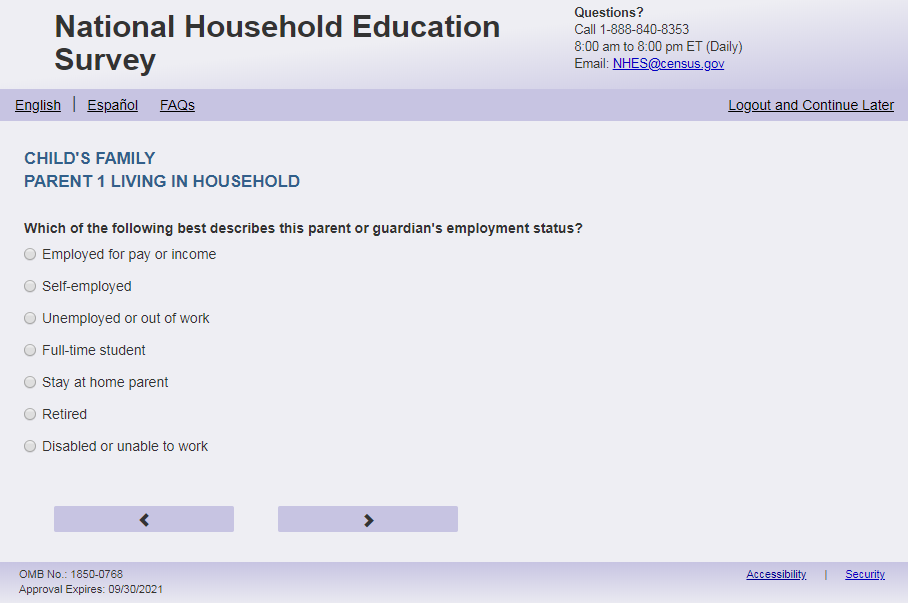 National Household Education
Survey
Questions?
Call 1-888-840-8353
8:00 am to 8:00 pm ET (Daily)
Email: NHES@census.gov
English | Español FAQs Logout and Continue Later
CHILD'S FAMILY
PARENT 1 LIVING IN HOUSEHOLD
Which of the following best describes this parent or guardian's employment status?
Employed for pay or income
Self-employed
Unemployed or out of work
Full-time student
Stay at home parent
Retired
Disabled or unable to work
OMB No.: 1850-0768
Approval Expires: 09/30/2021
Accessibility | Security